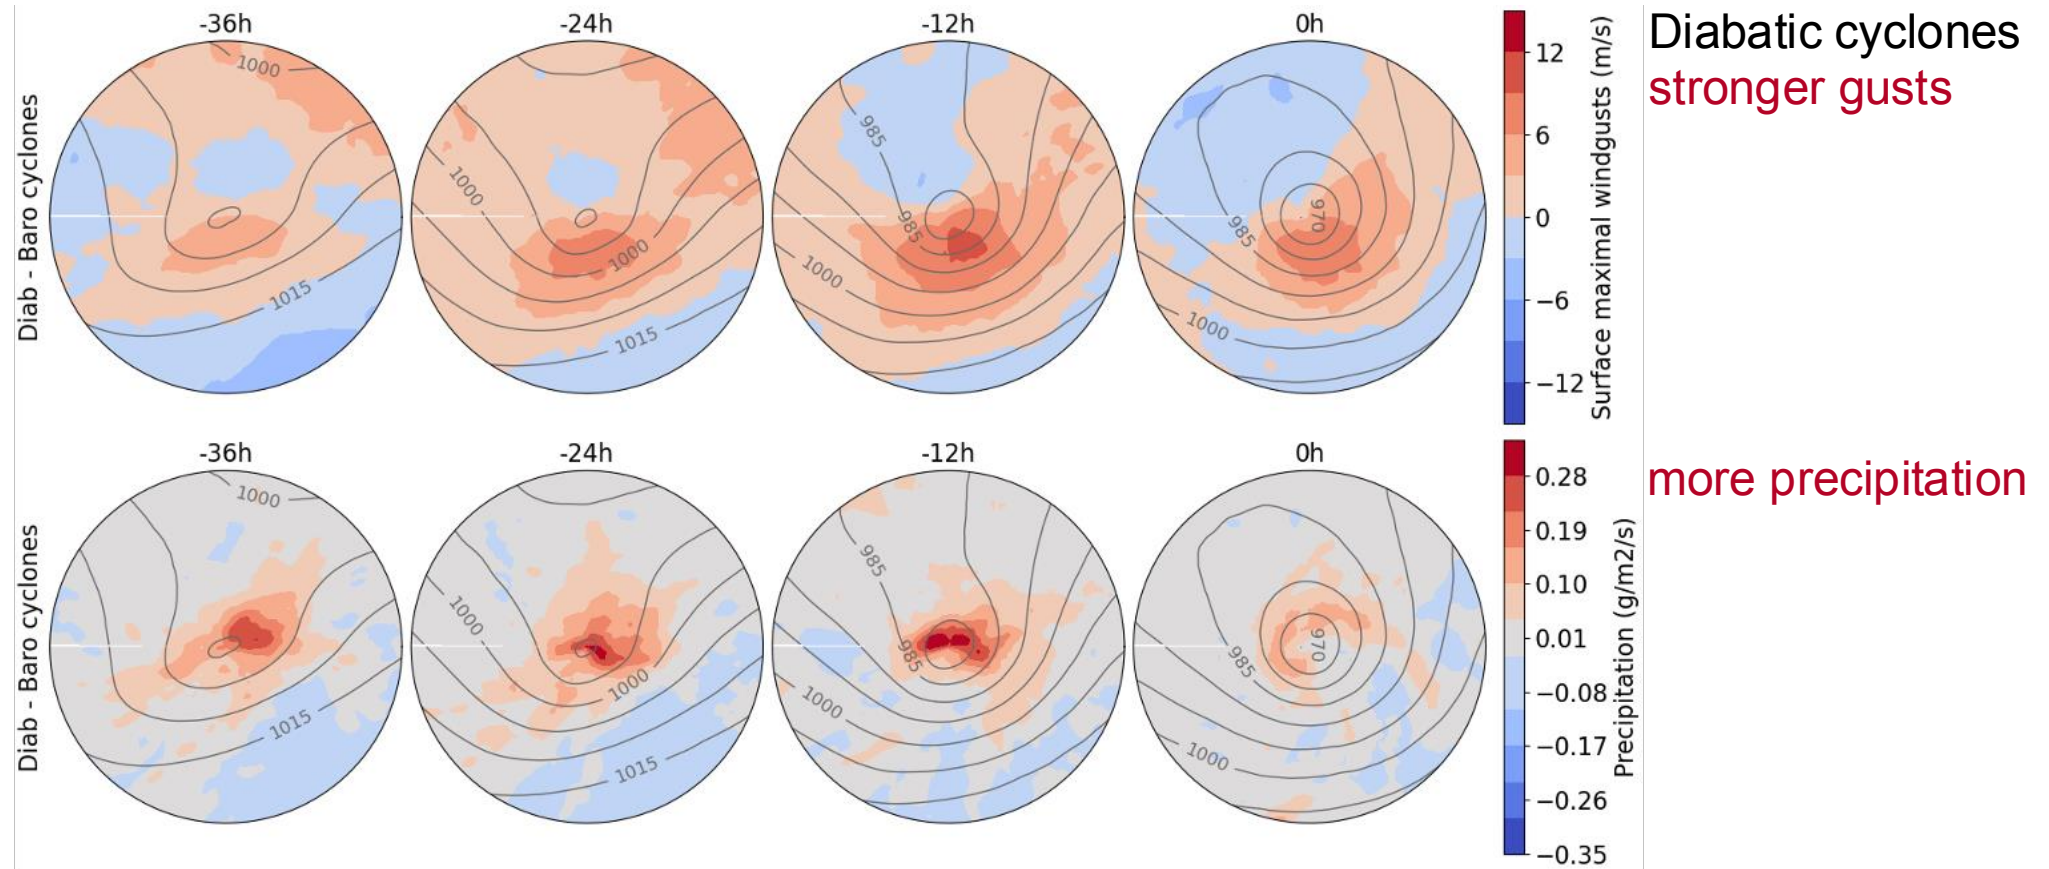 -36h
-24h
-12h
0h
Diab - Baro cyclones
1000
1015
1000
1000
1015
985
985
1000
970
985
1000
12
6
0
−6
−12
Surface maximal windgusts (m/s)
Diabatic cyclones
stronger gusts
-36h
-24h
-12h
0h
Diab - Baro cyclones
1000
1015
1000
1000
1015
985
985
1000
970
985
1000
0.28
0.19
0.10
0.01
−0.08
−0.17
−0.26
−0.35
Precipitation (g/m2/s)
more precipitation